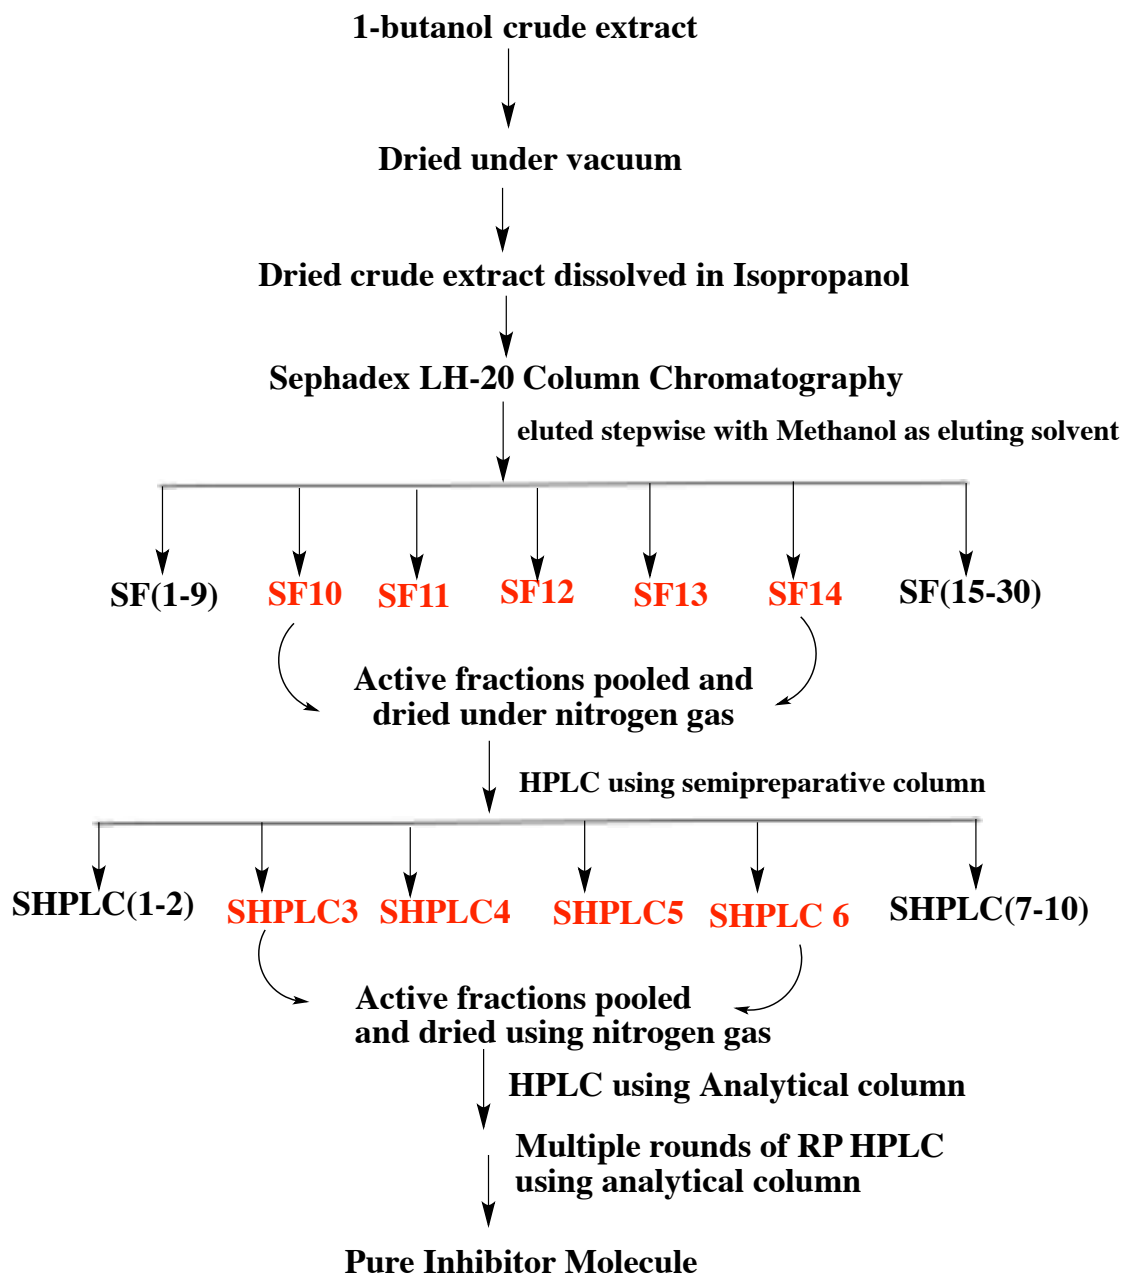 1-butanol crude extract
Dried under vacuum
Dried crude extract dissolved in Isopropanol
Sephadex LH-20 Column Chromatography
eluted stepwise with Methanol as eluting solvent
SF(1-9) SF10 SF11 SF12 SF13 SF14 SF(15-30)
Active fractions pooled and
dried under nitrogen gas
HPLC using semipreparative column
SHPLC(1-2) SHPLC3 SHPLC4 SHPLC5 SHPLC 6 SHPLC(7-10)
Active fractions pooled
and dried using nitrogen gas
HPLC using Analytical column
Multiple rounds of RP HPLC
using analytical column
Pure Inhibitor Molecule